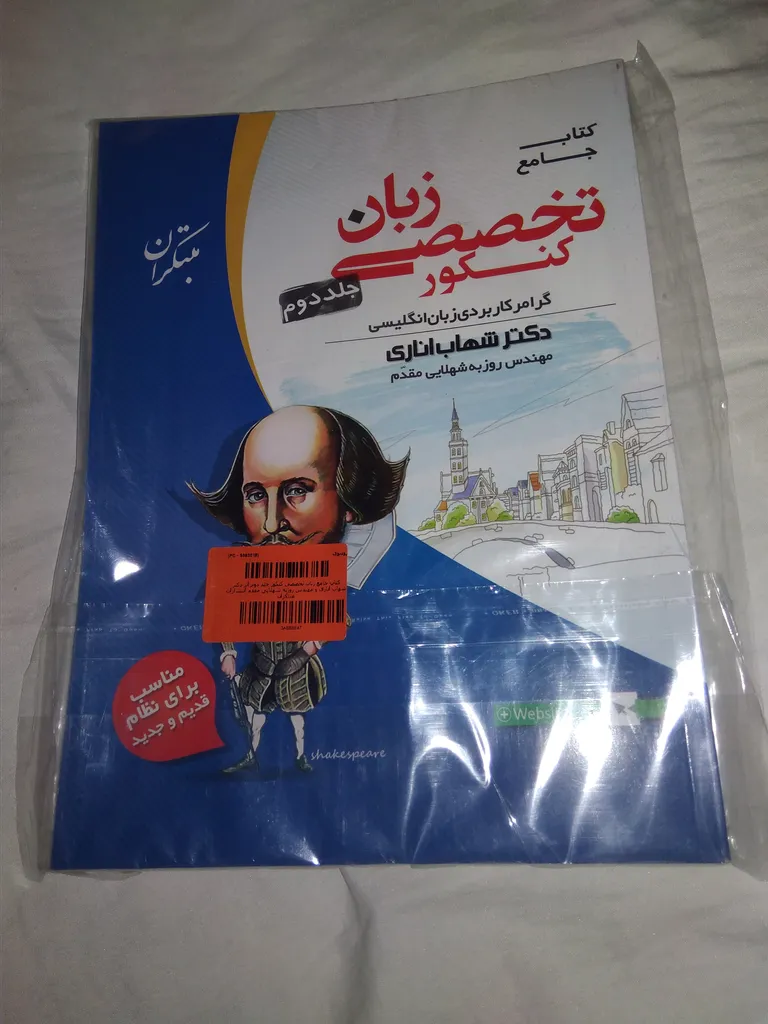 کتاب
جامع
زبان
تخصصی
کنکور
جلد دوم
گرامر کاربردی زبان انگلیسی
دکتر شهاب اناری
مهندس روزبه شهلایی مقدّم
مبتکران
مناسب
برای نظام
قدیم و جدید
shakespeare